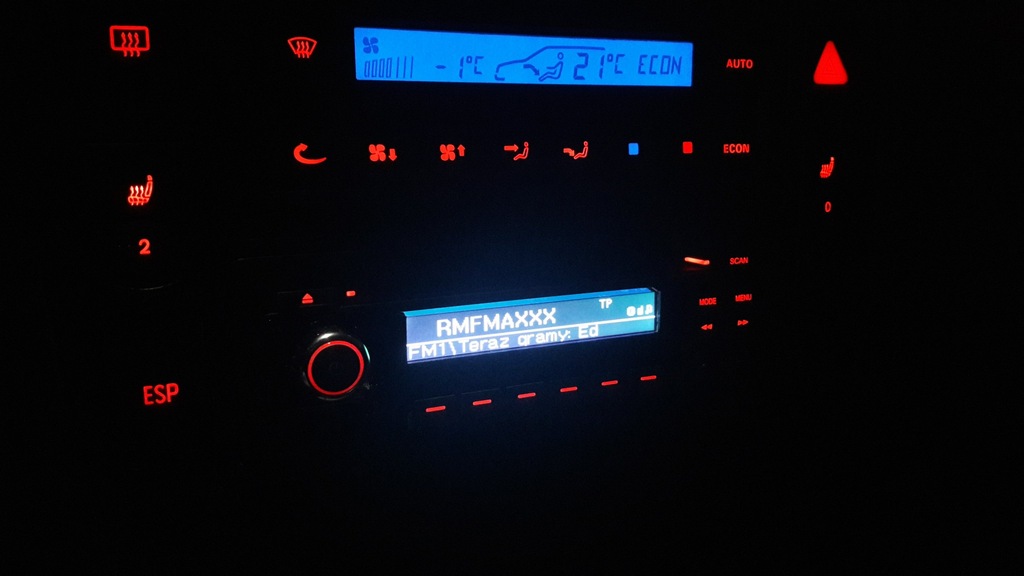 -1°C 21°C ECON
AUTO
ECON
2
0
SCAN
MODE MENU
TP
RMFMAXXX
FM1\Teraz gramy: Ed
ESP